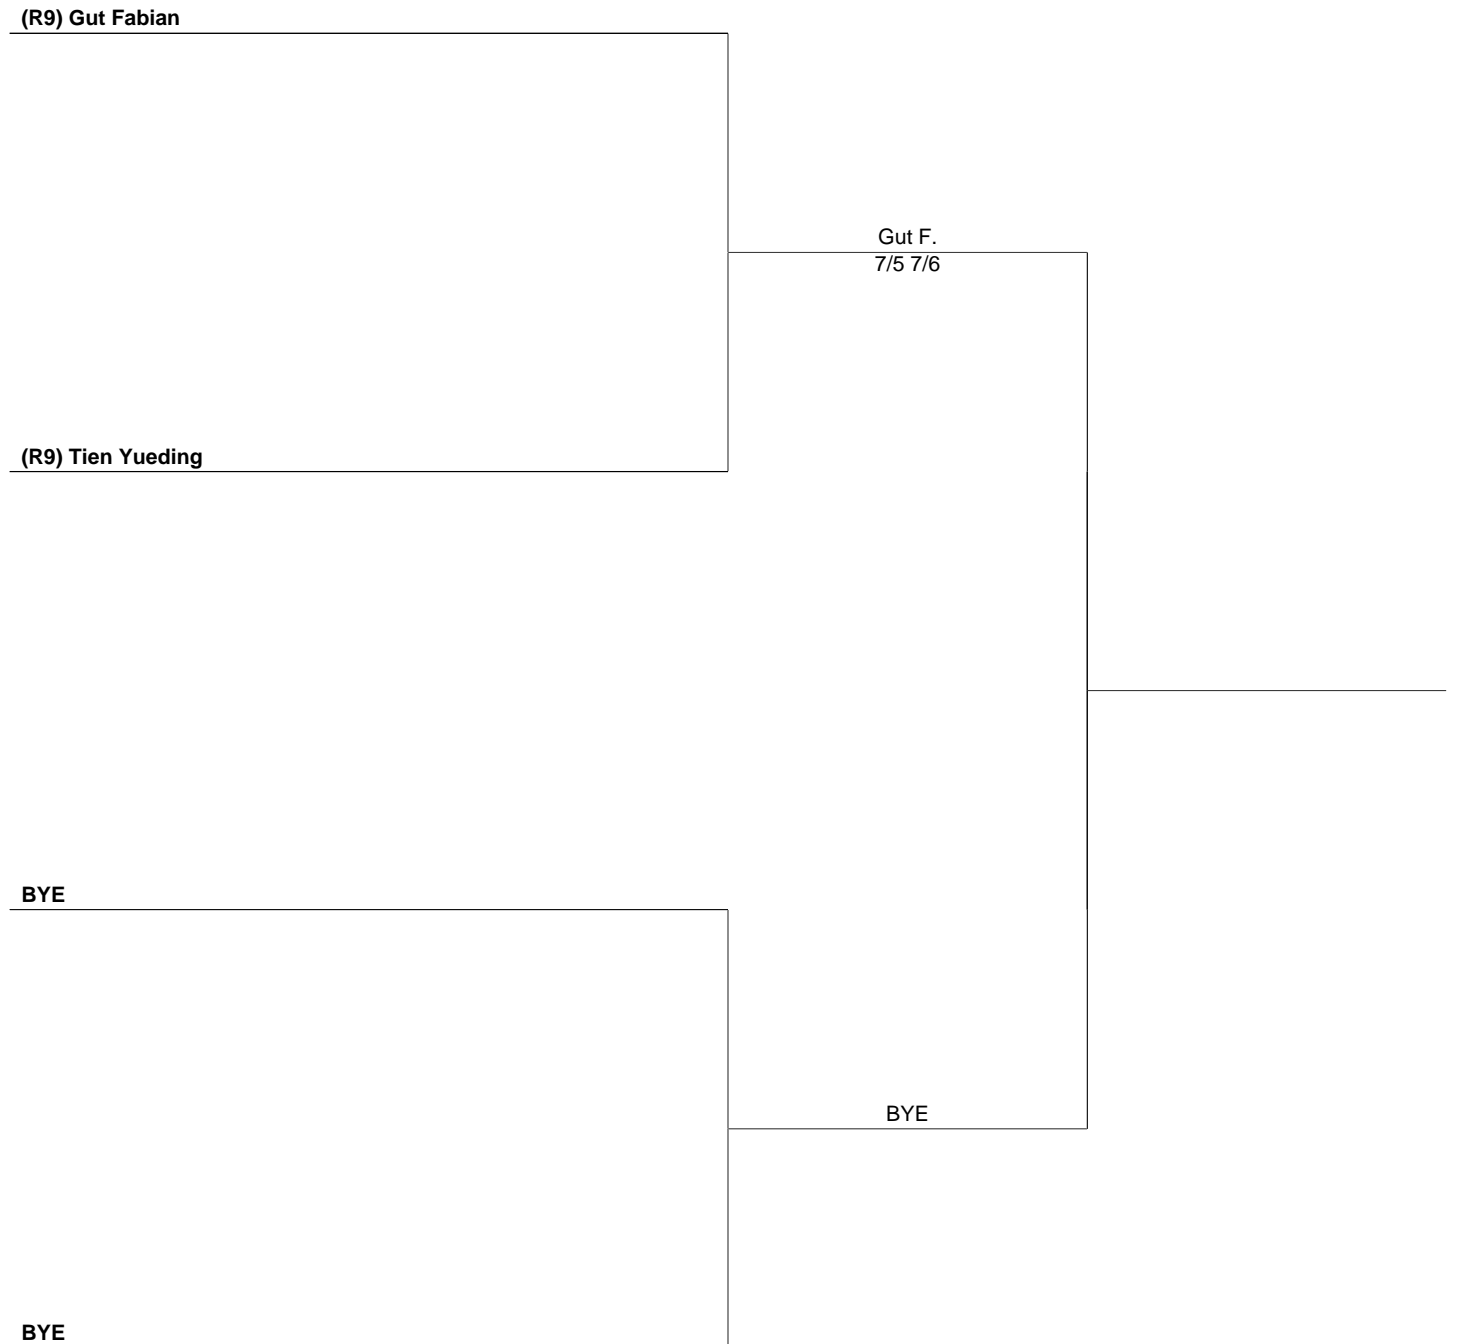 (R9) Gut Fabian
Gut F.
7/5 7/6
(R9) Tien Yueding
BYE
BYE
BYE